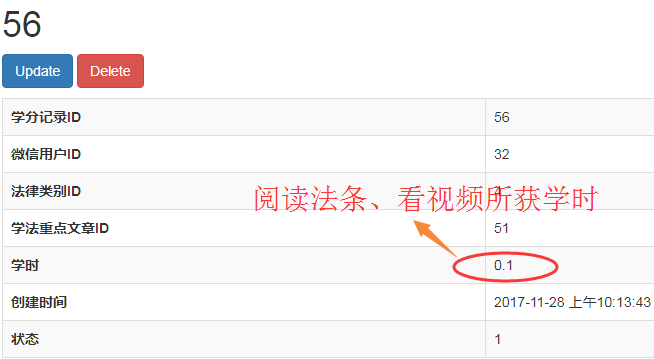 56
Update Delete
学分记录ID 56
微信用户ID 32
法律类别ID
阅读法条、看视频所获学时
学法重点文章ID 51
学时 0.1
创建时间 2017-11-28 上午10:13:43
状态 1